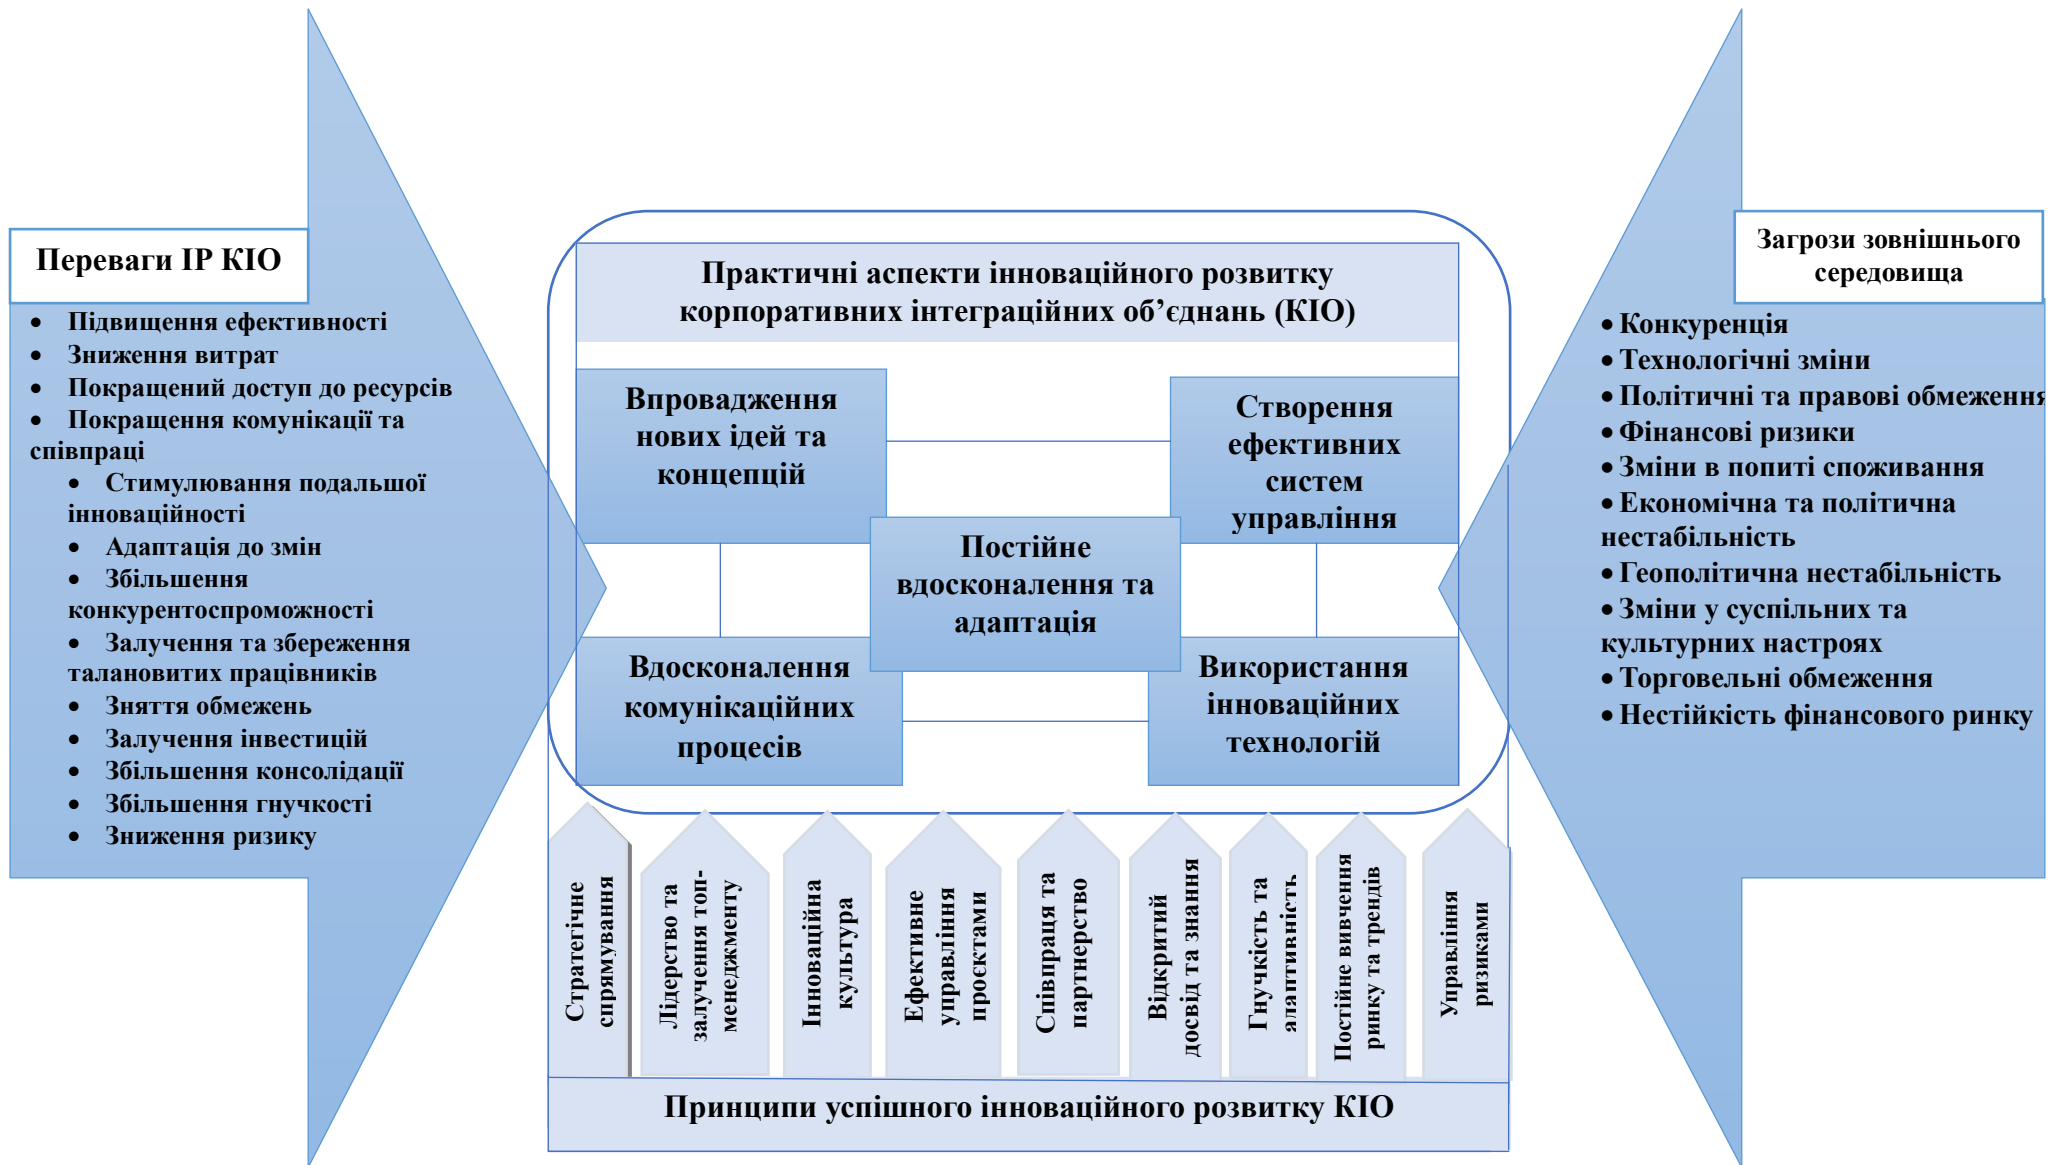 Переваги ІР КІО
• Підвищення ефективності
• Зниження витрат
• Покращений доступ до ресурсів
• Покращення комунікації та
співпраці
• Стимулювання подальшої
інноваційності
• Адаптація до змін
• Збільшення
конкурентоспроможності
• Залучення та збереження
талановитих працівників
• Зняття обмежень
• Залучення інвестицій
• Збільшення консолідації
• Збільшення гнучкості
• Зниження ризику
Практичні аспекти інноваційного розвитку
корпоративних інтеграційних об’єднань (КІО)
Впровадження
нових ідей та
концепцій
Створення
ефективних
систем
управління
Постійне
вдосконалення та
адаптація
Вдосконалення
комунікаційних
процесів
Використання
інноваційних
технологій
Стратегічне
спрямування
Лідерство та
залучення топ-
менеджменту
Інноваційна
культура
Ефективне
управління
проєктами
Співпраця та
партнерство
Відкритий
досвід та знання
Гнучкість та
адаптивність
Постійне вивчення
ринку та трендів
Управління
ризиками
Принципи успішного інноваційного розвитку КІО
Загрози зовнішнього
середовища
• Конкуренція
• Технологічні зміни
• Політичні та правові обмеження
• Фінансові ризики
• Зміни в попиті споживання
• Економічна та політична
нестабільність
• Геополітична нестабільність
• Зміни у суспільних та
культурних настроях
• Торговельні обмеження
• Нестійкість фінансового ринку